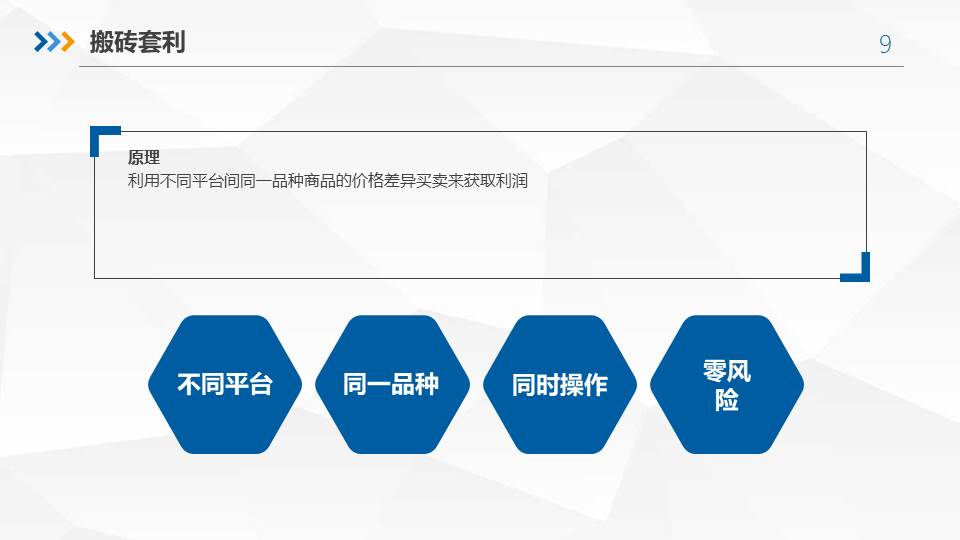 搬砖套利
9
原理
利用不同平台间同一品种商品的价格差异买卖来获取利润
不同平台
同一品种
同时操作
零风
险